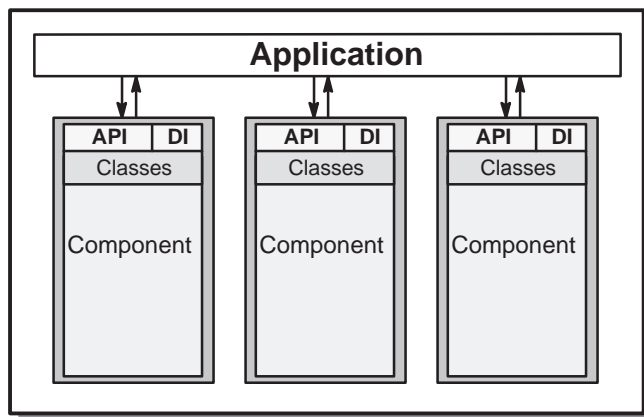 Application
API DI API DI API DI
Classes Classes Classes
Component Component Component